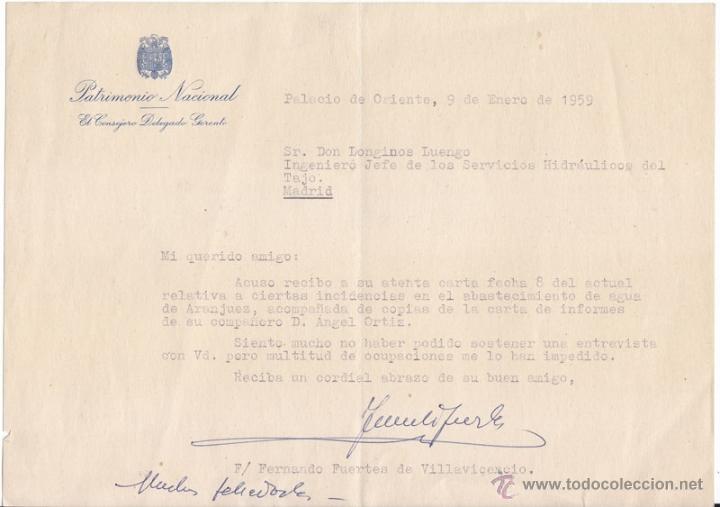 Patrimonio Nacional
El Consejero Delegado Gerente
Palacio de Oriente, 9 de Enero de 1959
Sr. Don Longinos Luengo
Ingeniero Jefe de los Servicios Hidráulicos del
Tajo.
Madrid
Mi querido amigo:
Acuso recibo a su atenta carta fecha 8 del actual
relativa a ciertas incidencias en el abastecimiento de agua
de Aranjuez, acompañada de copias de la carta de informes
de su compañero D. Angel Ortiz.
Siento mucho no haber podido sostener una entrevista
con Vd. pero multitud de ocupaciones me lo han impedido.
Reciba un cordial abrazo de su buen amigo,
F/ Fernando Fuertes de Villavicencio.
todocoleccion
www.todocoleccion.net